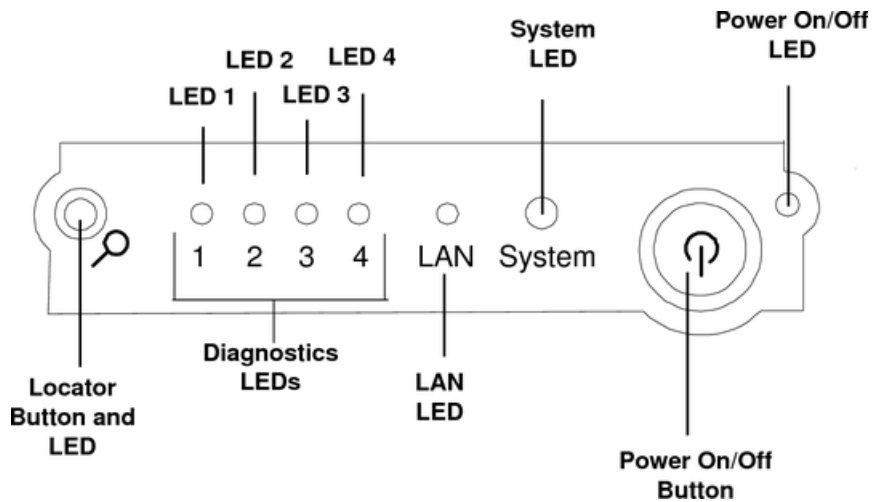 System
LED
Power On/Off
LED
LED 2
LED 4
LED 1
LED 3
1
2
3
4
LAN
System
Diagnostics
LEDs
Locator
Button and
LED
LAN
LED
Power On/Off
Button